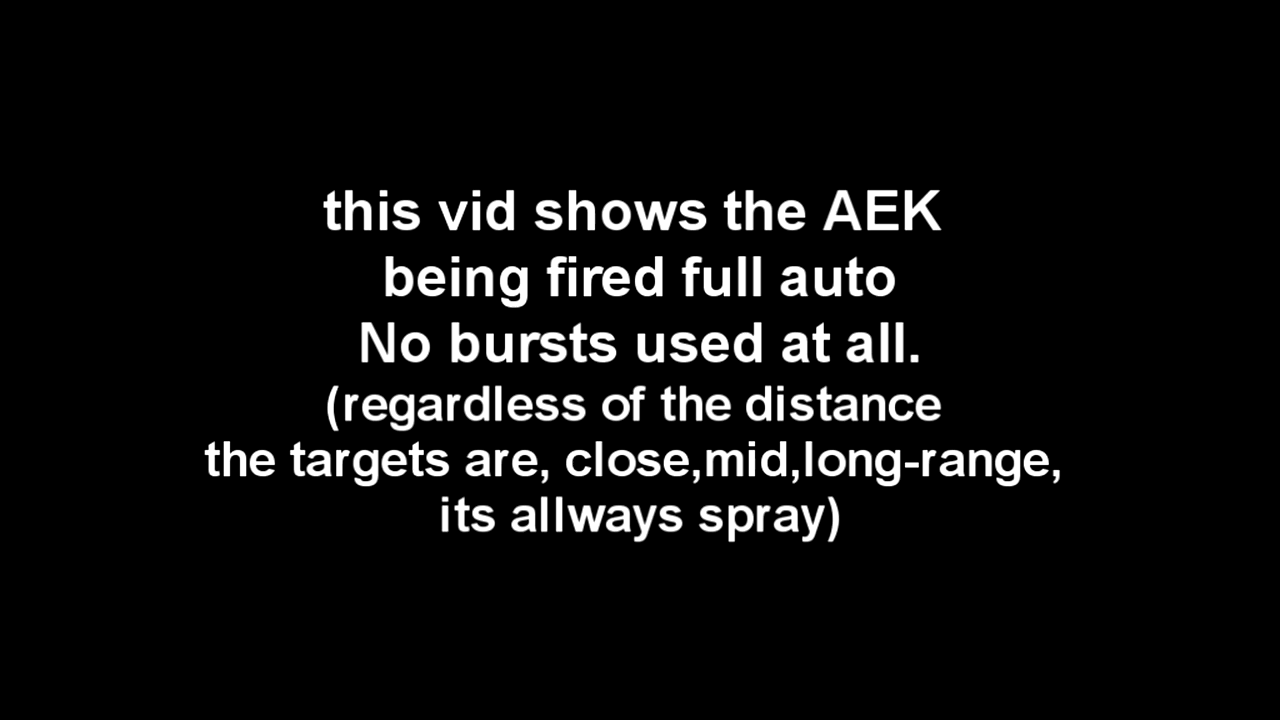 this vid shows the AEK
being fired full auto
No bursts used at all.
(regardless of the distance
the targets are, close,mid,long-range,
its allways spray)